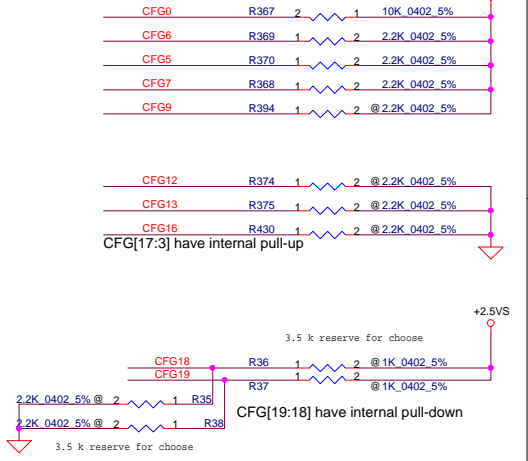 CFG0 R367 2 1 10K_0402_5%
CFG6 R369 1 2 2.2K_0402_5%
CFG5 R370 1 2 2.2K_0402_5%
CFG7 R368 1 2 2.2K_0402_5%
CFG9 R394 1 2 @ 2.2K_0402_5%
CFG12 R374 1 2 @ 2.2K_0402_5%
CFG13 R375 1 2 @ 2.2K_0402_5%
CFG16 R430 1 2 @ 2.2K_0402_5%
CFG[17:3] have internal pull-up
+2.5VS
3.5 k reserve for choose
CFG18 R36 1 2 @ 1K_0402_5%
CFG19 R37 1 2 @ 1K_0402_5%
2.2K_0402_5% @ 2 1 R35
CFG[19:18] have internal pull-down
2.2K_0402_5% @ 2 1 R38
3.5 k reserve for choose